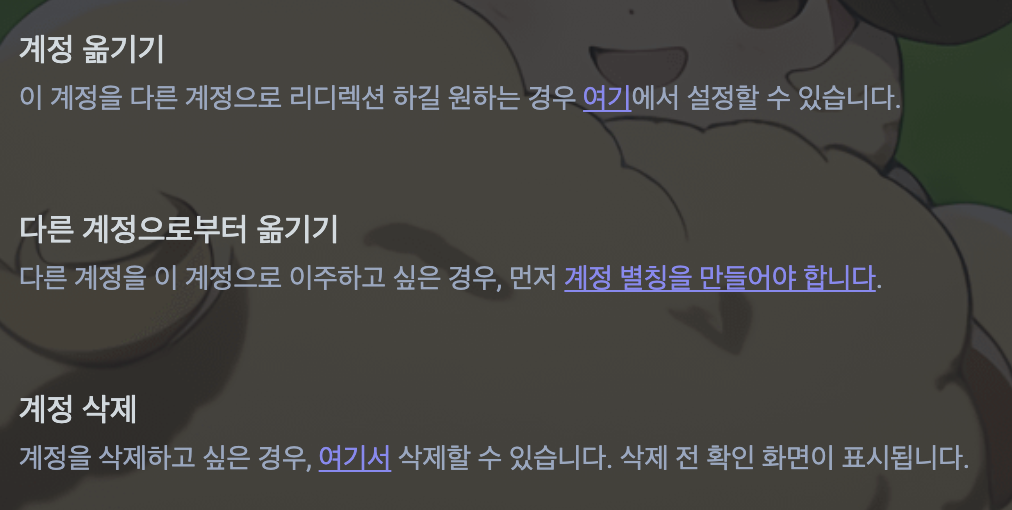 계정 옮기기
이 계정을 다른 계정으로 리디렉션 하길 원하는 경우 여기에서 설정할 수 있습니다.
다른 계정으로부터 옮기기
다른 계정을 이 계정으로 이주하고 싶은 경우, 먼저 계정 별칭을 만들어야 합니다.
계정 삭제
계정을 삭제하고 싶은 경우, 여기서 삭제할 수 있습니다. 삭제 전 확인 화면이 표시됩니다.